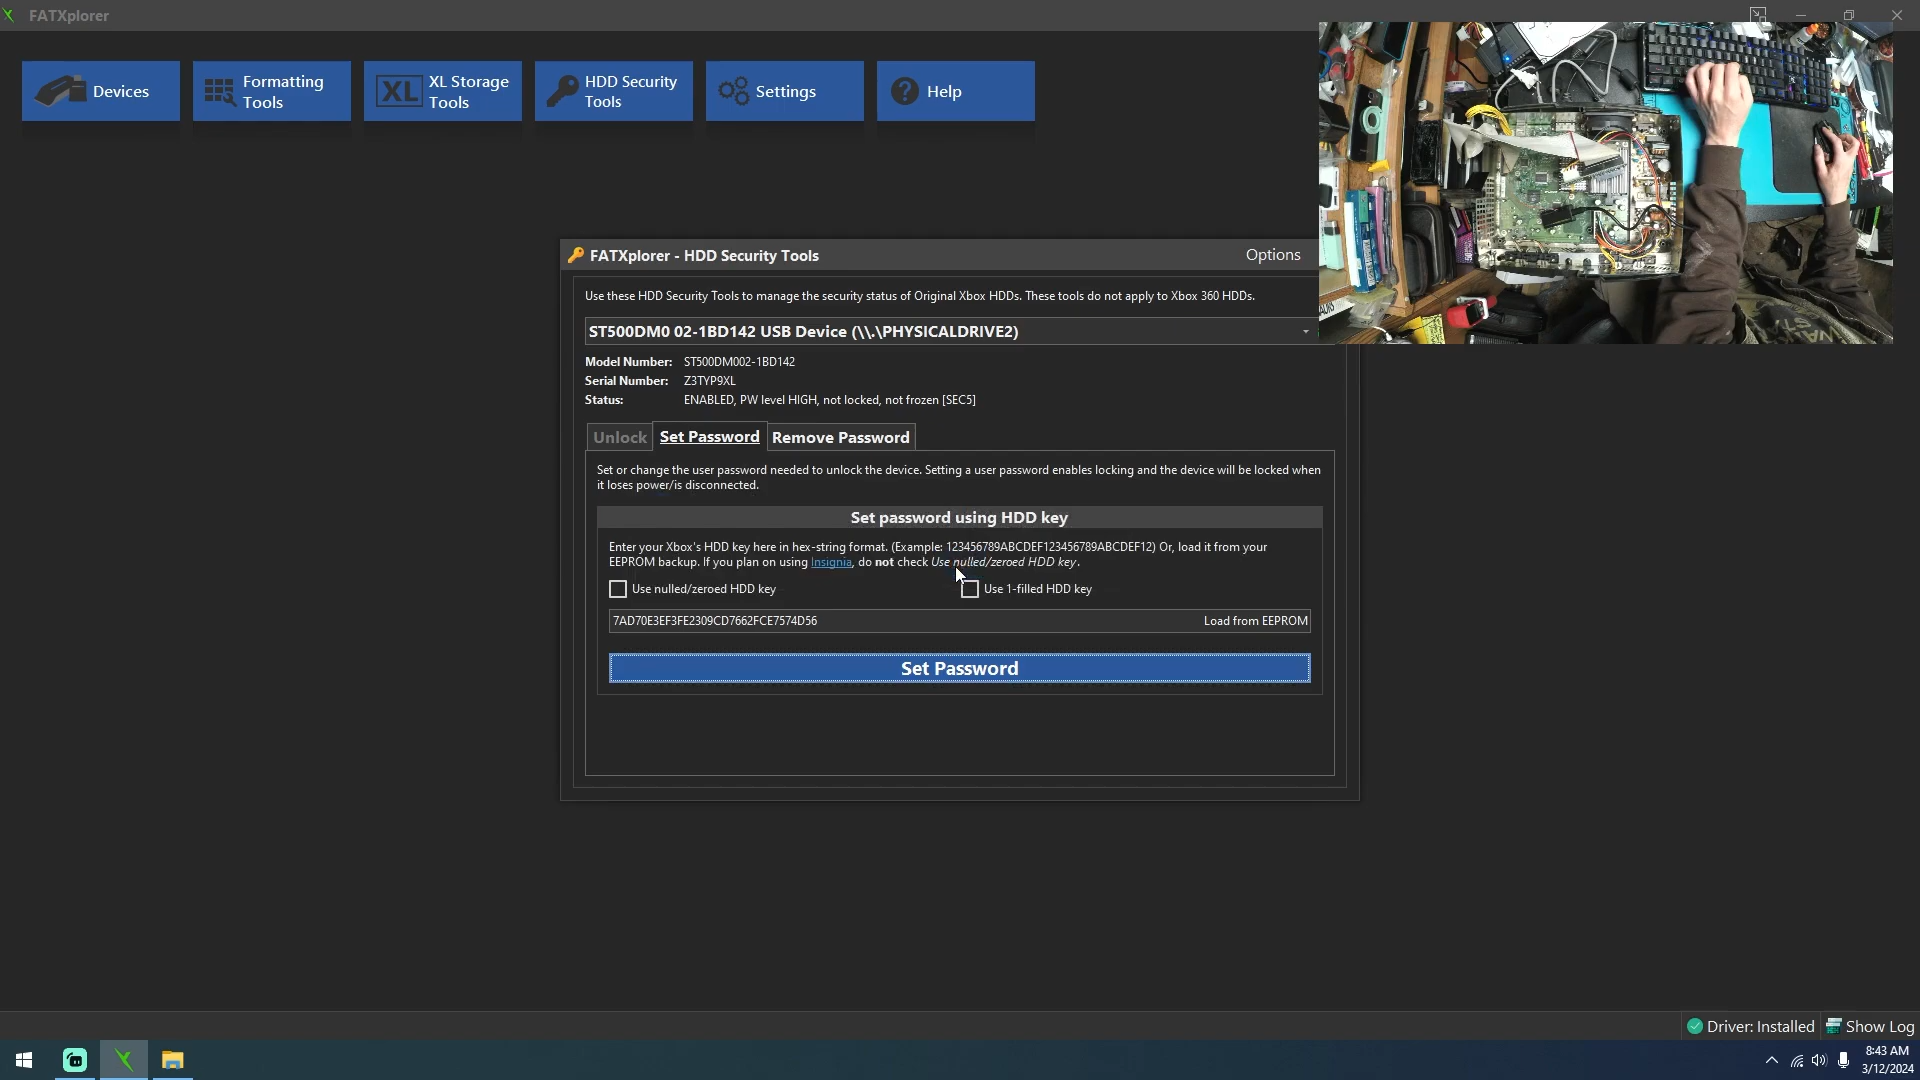 FATXplorer
Devices
Formatting
Tools
XL
XL Storage
Tools
HDD Security
Tools
Settings
?
Help
FATXplorer - HDD Security Tools
Options
Use these HDD Security Tools to manage the security status of Original Xbox HDDs. These tools do not apply to Xbox 360 HDDs.
ST500DM0 02-1BD142 USB Device (\\.\PHYSICALDRIVE2)
Model Number: ST500DM002-1BD142
Serial Number: Z3TYP9XL
Status: ENABLED, PW level HIGH, not locked, not frozen [SEC5]
Unlock Set Password Remove Password
Set or change the user password needed to unlock the device. Setting a user password enables locking and the device will be locked when
it loses power/is disconnected.
Set password using HDD key
Enter your Xbox's HDD key here in hex-string format. (Example: 123456789ABCDEF123456789ABCDEF12) Or, load it from your
EEPROM backup. If you plan on using Insignia, do not check Use nulled/zeroed HDD key.
Use nulled/zeroed HDD key
Use 1-filled HDD key
7AD70E3EF3FE2309CD7662FCE7574D56
Load from EEPROM
Set Password
Driver: Installed
Show Log
8:43 AM
3/12/2024